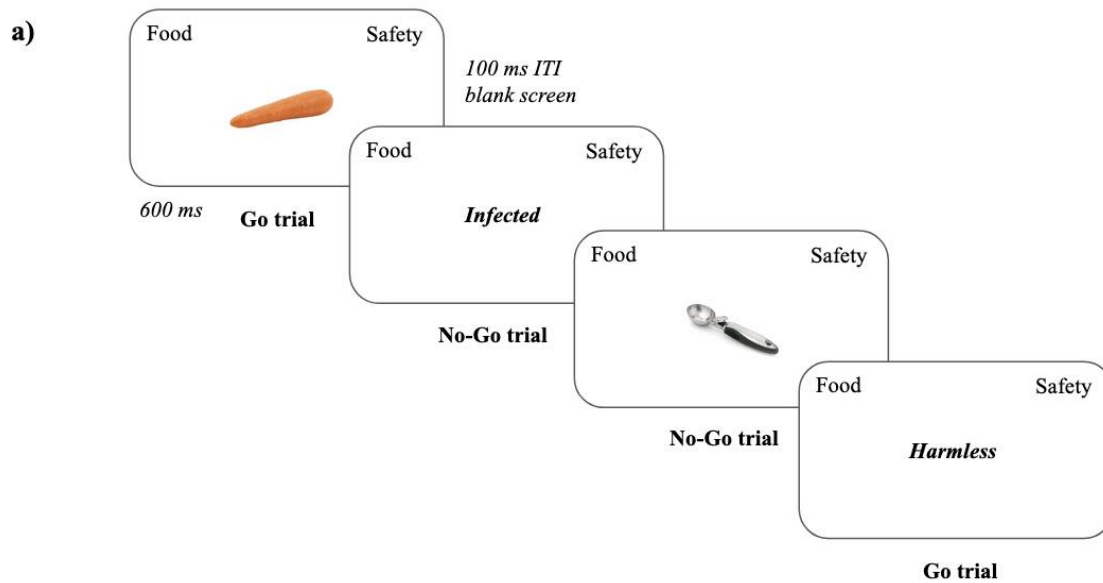 a)
Food Safety
100 ms ITI
blank screen
600 ms
Go trial
Food Safety
Infected
No-Go trial
Food Safety
No-Go trial
Food Safety
Harmless
Go trial